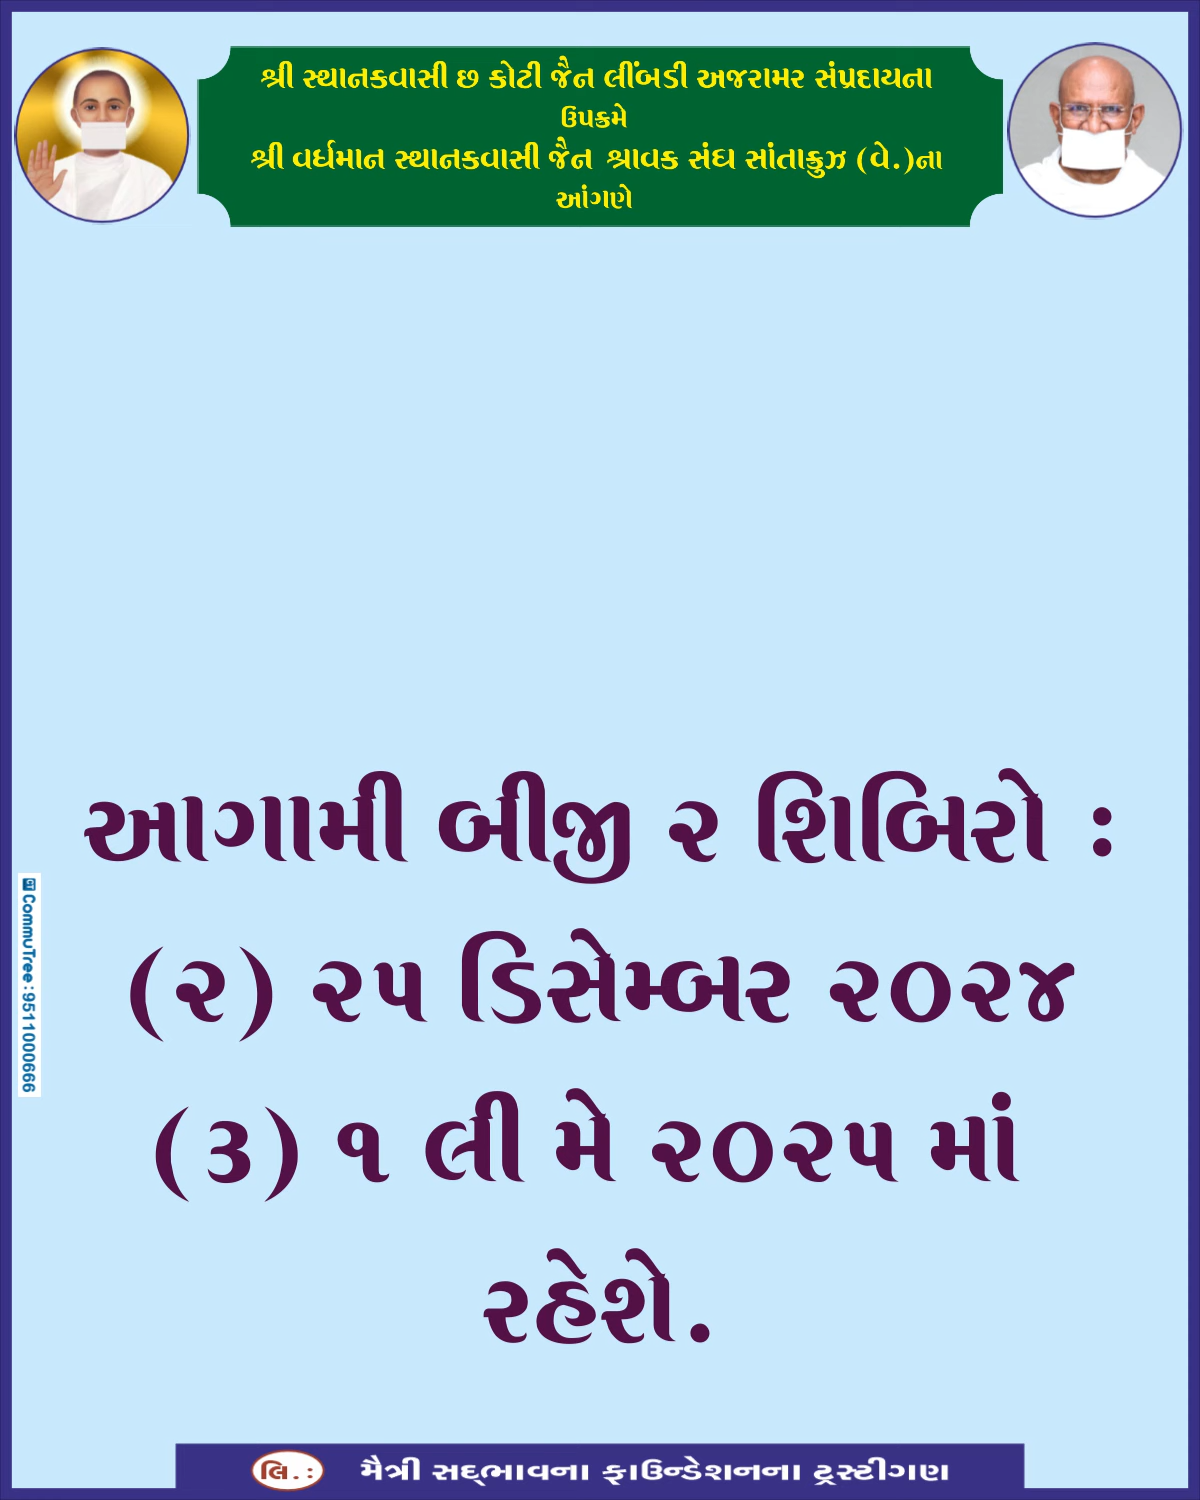 શ્રી સ્થાનકવાસી છ કોટી જૈન લીંબડી અજરામર સંપ્રદાયના
ઉપક્રમે
શ્રી વર્ધમાન સ્થાનકવાસી જૈન શ્રાવક સંઘ સાંતાક્રુઝ (વે.)ના
આંગણે
આગામી બીજી ૨ શિબિરો :
(૨) ૨૫ ડિસેમ્બર ૨૦૨૪
(૩) ૧ લી મે ૨૦૨૫ માં
રહેશે.
CommuTree : 9511000666
લિ. : મૈત્રી સદ્ભાવના ફાઉન્ડેશનના ટ્રસ્ટીગણ